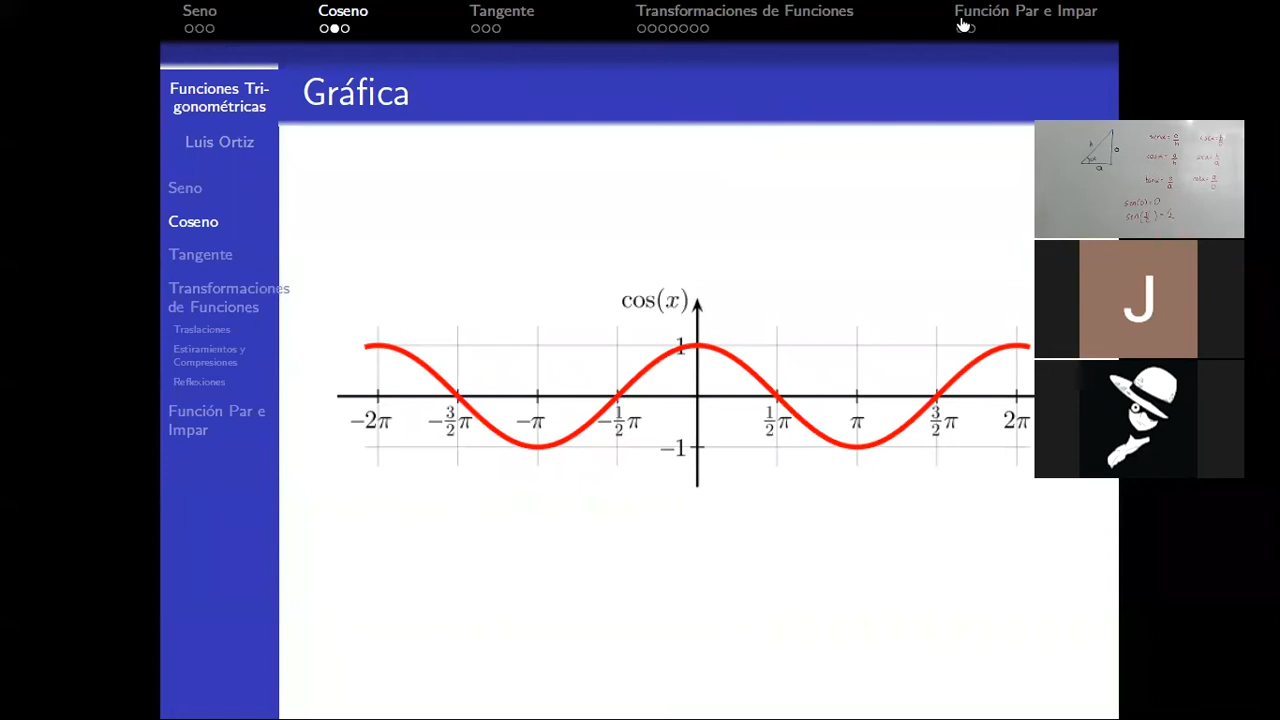 Seno
Coseno
Tangente
Transformaciones de Funciones
Función Par e Impar
Funciones Tri-
gonométricas
Luis Ortiz
Seno
Coseno
Tangente
Transformaciones
de Funciones
Traslaciones
Estiramientos y
Compresiones
Reflexiones
Función Par e
Impar
Gráfica
cos(x)
1
−2π −3/2π −π −1/2π 1/2π π 3/2π 2π
−1
J
sen(0)=0